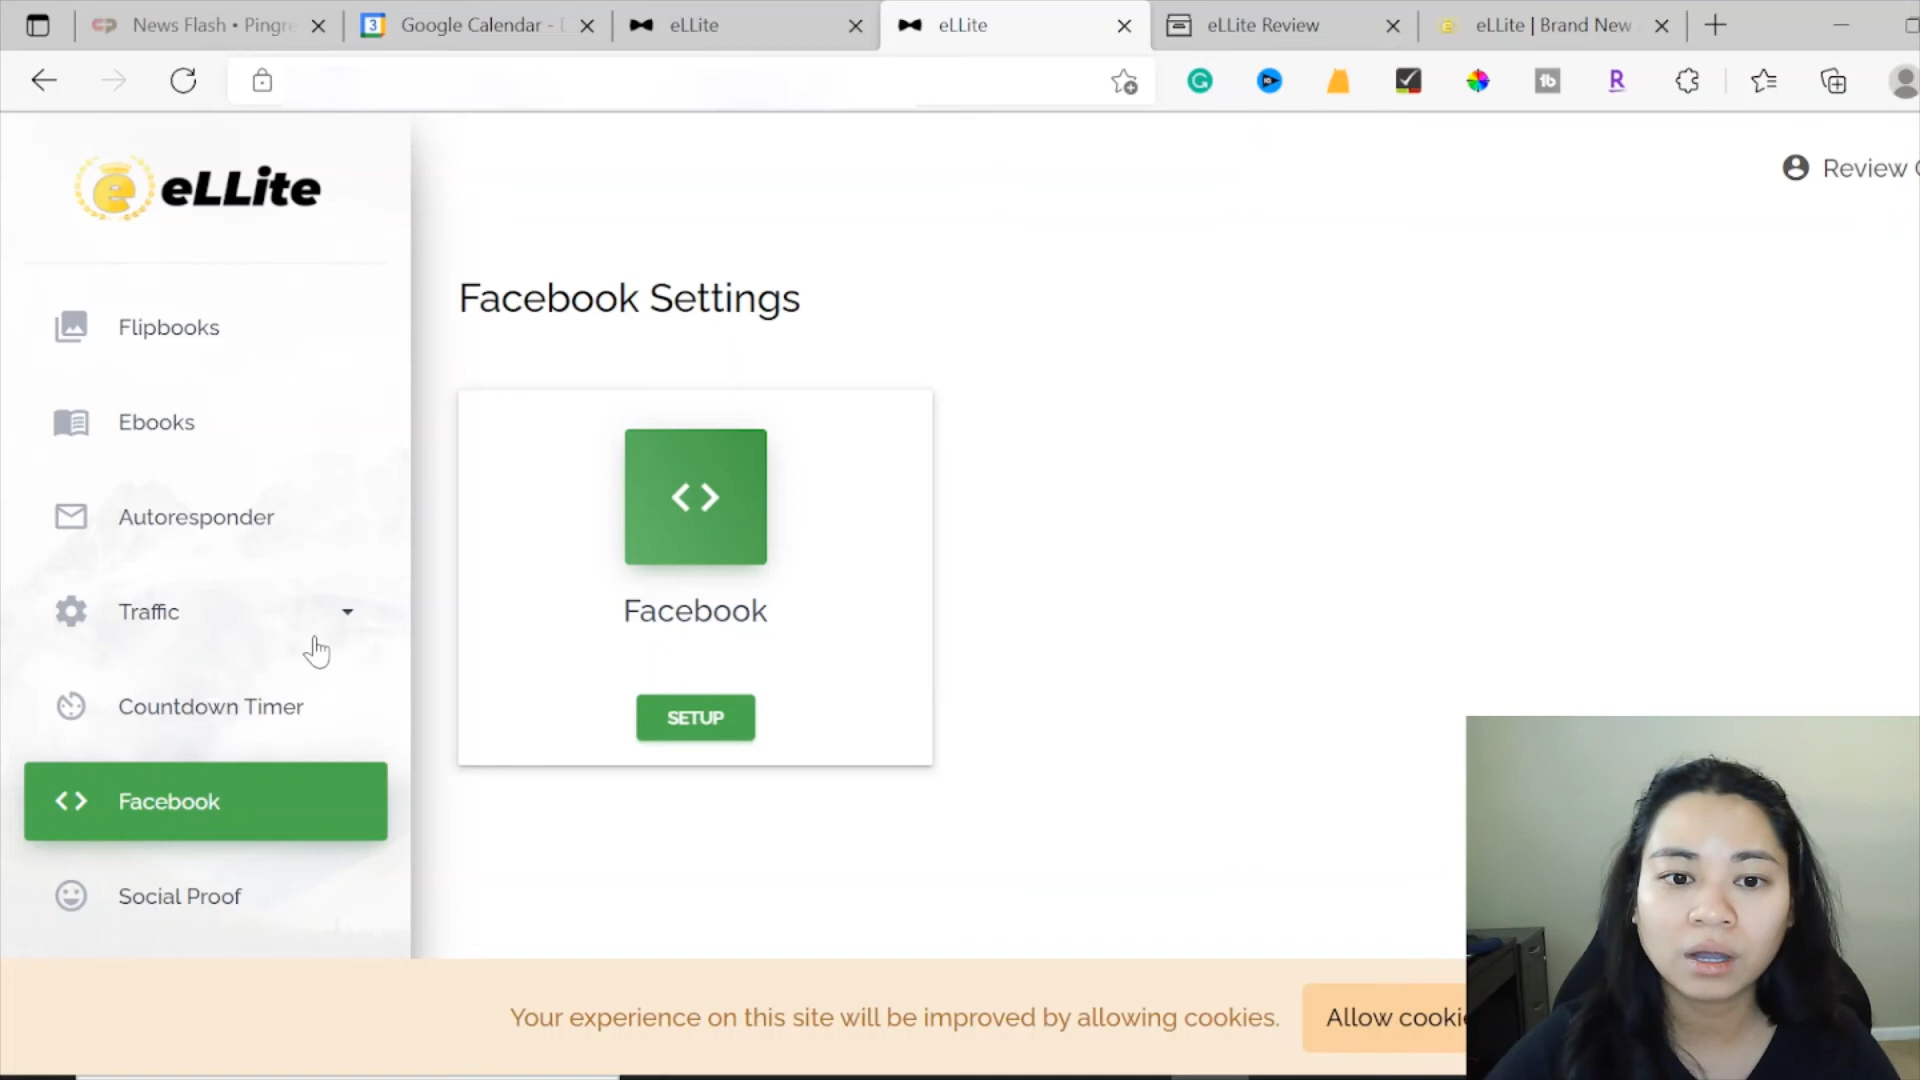 News Flash • Pingre
Google Calendar - D
eLLite
eLLite
eLLite Review
eLLite | Brand New
eLLite
Review
Facebook Settings
Flipbooks
Ebooks
Autoresponder
Traffic
Countdown Timer
Facebook
Social Proof
Facebook
SETUP
Your experience on this site will be improved by allowing cookies.
Allow cookie